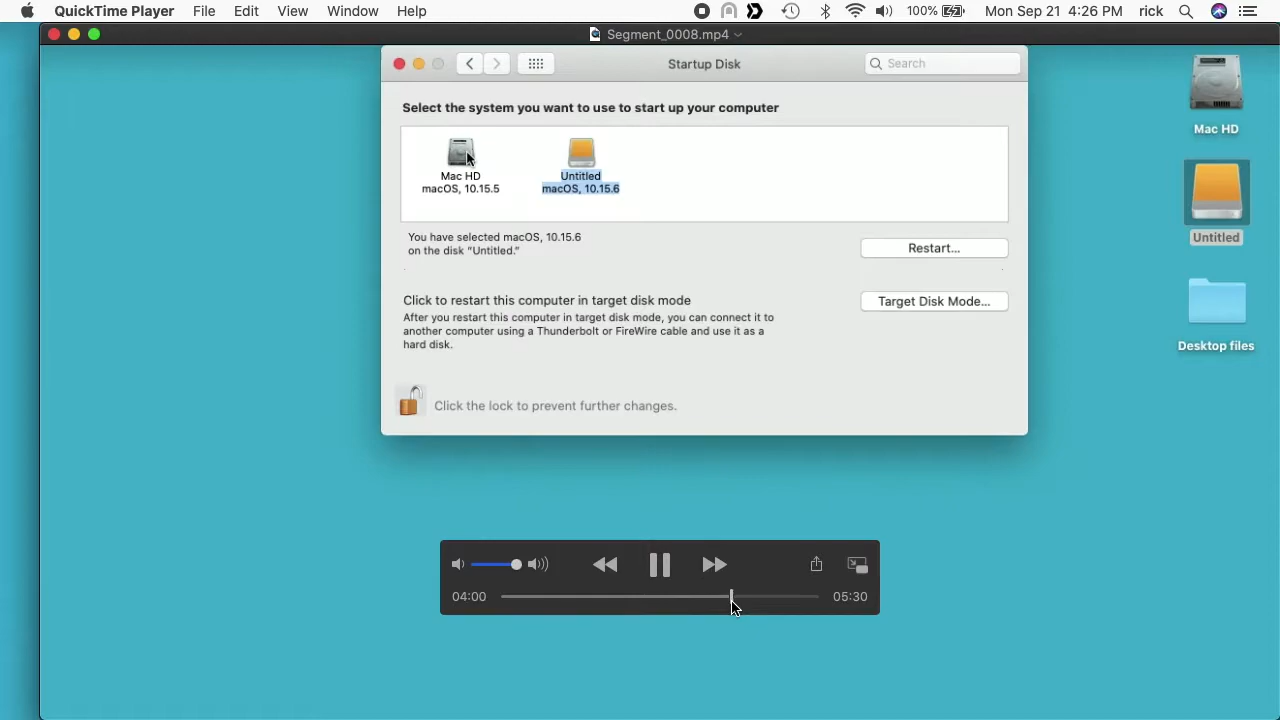 QuickTime Player File Edit View Window Help 100% Mon Sep 21 4:26 PM rick
Segment_0008.mp4
Startup Disk
Search
Select the system you want to use to start up your computer
Mac HD
macOS, 10.15.5
Untitled
macOS, 10.15.6
You have selected macOS, 10.15.6
on the disk “Untitled.”
Restart...
Click to restart this computer in target disk mode
After you restart this computer in target disk mode, you can connect it to
another computer using a Thunderbolt or FireWire cable and use it as a
hard disk.
Target Disk Mode...
Click the lock to prevent further changes.
Mac HD
Untitled
Desktop files
04:00
05:30